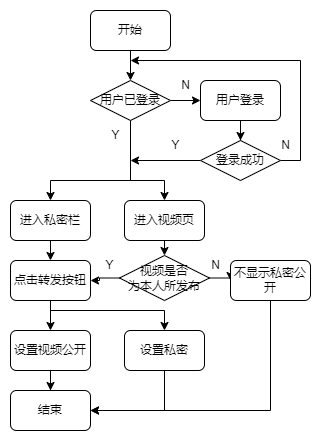 开始
用户已登录
N
用户登录
Y
Y
登录成功
N
进入私密栏
进入视频页
点击转发按钮
Y
视频是否
为本人所发布
N
不显示私密公
开
设置视频公开
设置私密
结束